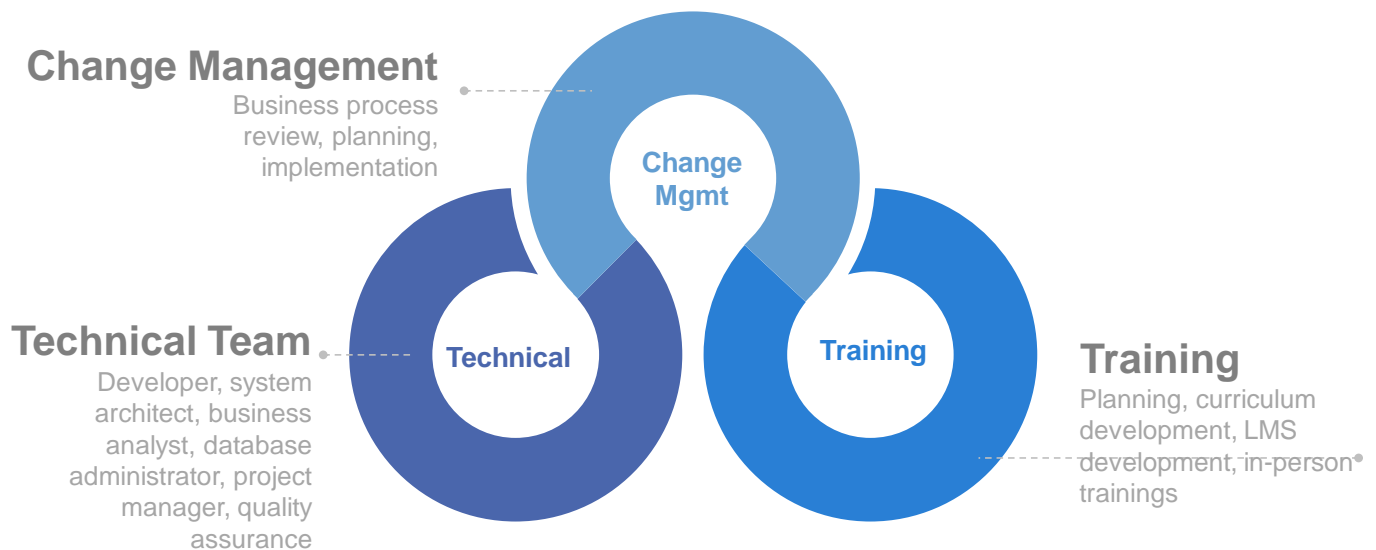 Change Management
Business process
review, planning,
implementation
Change
Mgmt
Technical Team
Developer, system
architect, business
analyst, database
administrator, project
manager, quality
assurance
Technical
Training
Training
Planning, curriculum
development, LMS
development, in-person
trainings